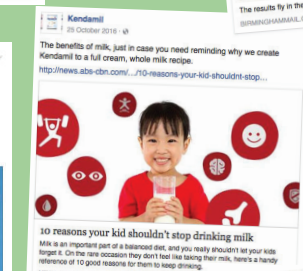 The results fly in the
BIRMINGHAMMAIL
Kendamil
25 October 2016 ·
The benefits of milk, just in case you need reminding why we create
Kendamil to a full cream, whole milk recipe.
http://news.abs-cbn.com/.../10-reasons-your-kid-shouldnt-stop...
10 reasons your kid shouldn't stop drinking milk
Milk is an important part of a balanced diet, and you really shouldn't let your kids
forget it. On the rare occasion they don't feel like taking their milk, here's a handy
reference of 10 good reasons for them to keep drinking.